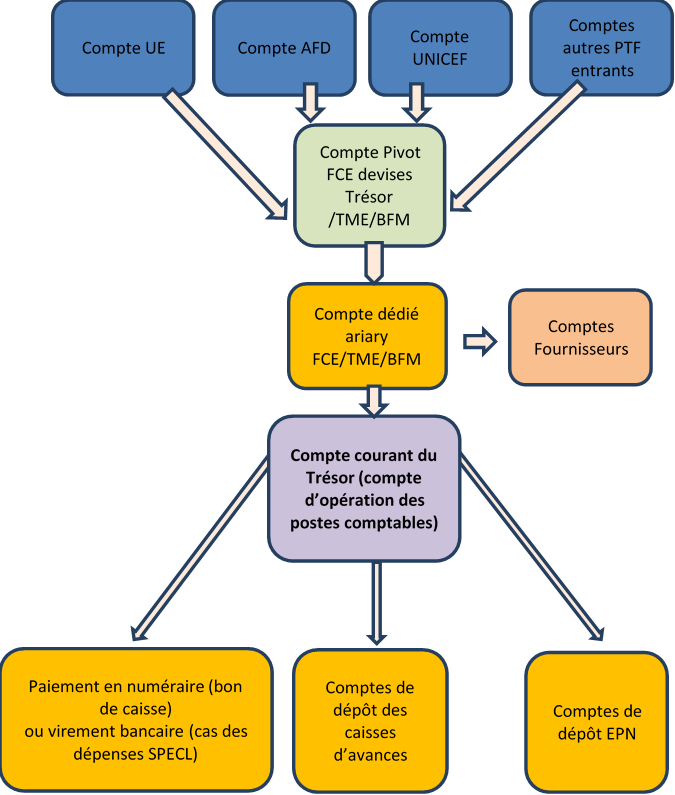 Compte UE
Compte AFD
Compte
UNICEF
Comptes
autres PTF
entrants
Compte Pivot
FCE devises
Trésor
/TME/BFM
Compte dédié
ariary
FCE/TME/BFM
Comptes
Fournisseurs
Compte courant du
Trésor (compte
d’opération des
postes comptables)
Paiement en numéraire (bon
de caisse)
ou virement bancaire (cas des
dépenses SPECL)
Comptes de
dépôt des
caisses
d’avances
Comptes de
dépôt EPN